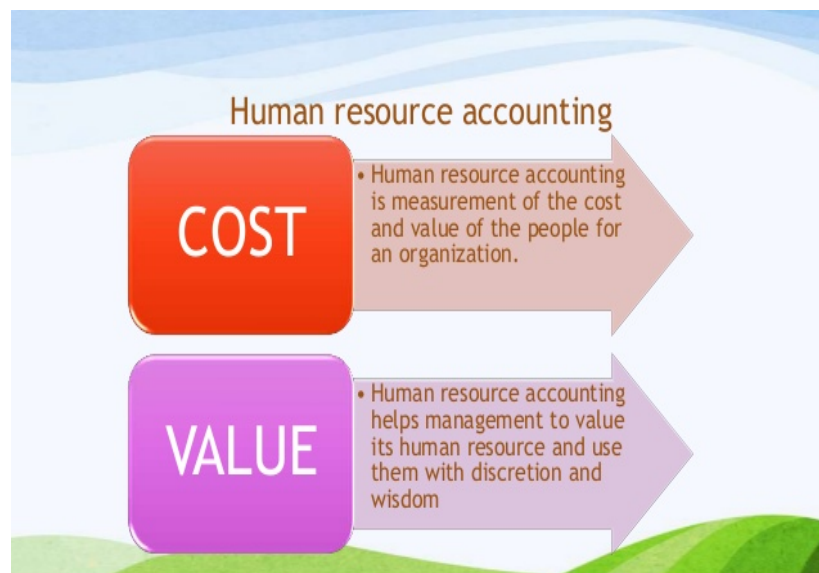 Human resource accounting
COST
• Human resource accounting
is measurement of the cost
and value of the people for
an organization.
VALUE
• Human resource accounting
helps management to value
its human resource and use
them with discretion and
wisdom